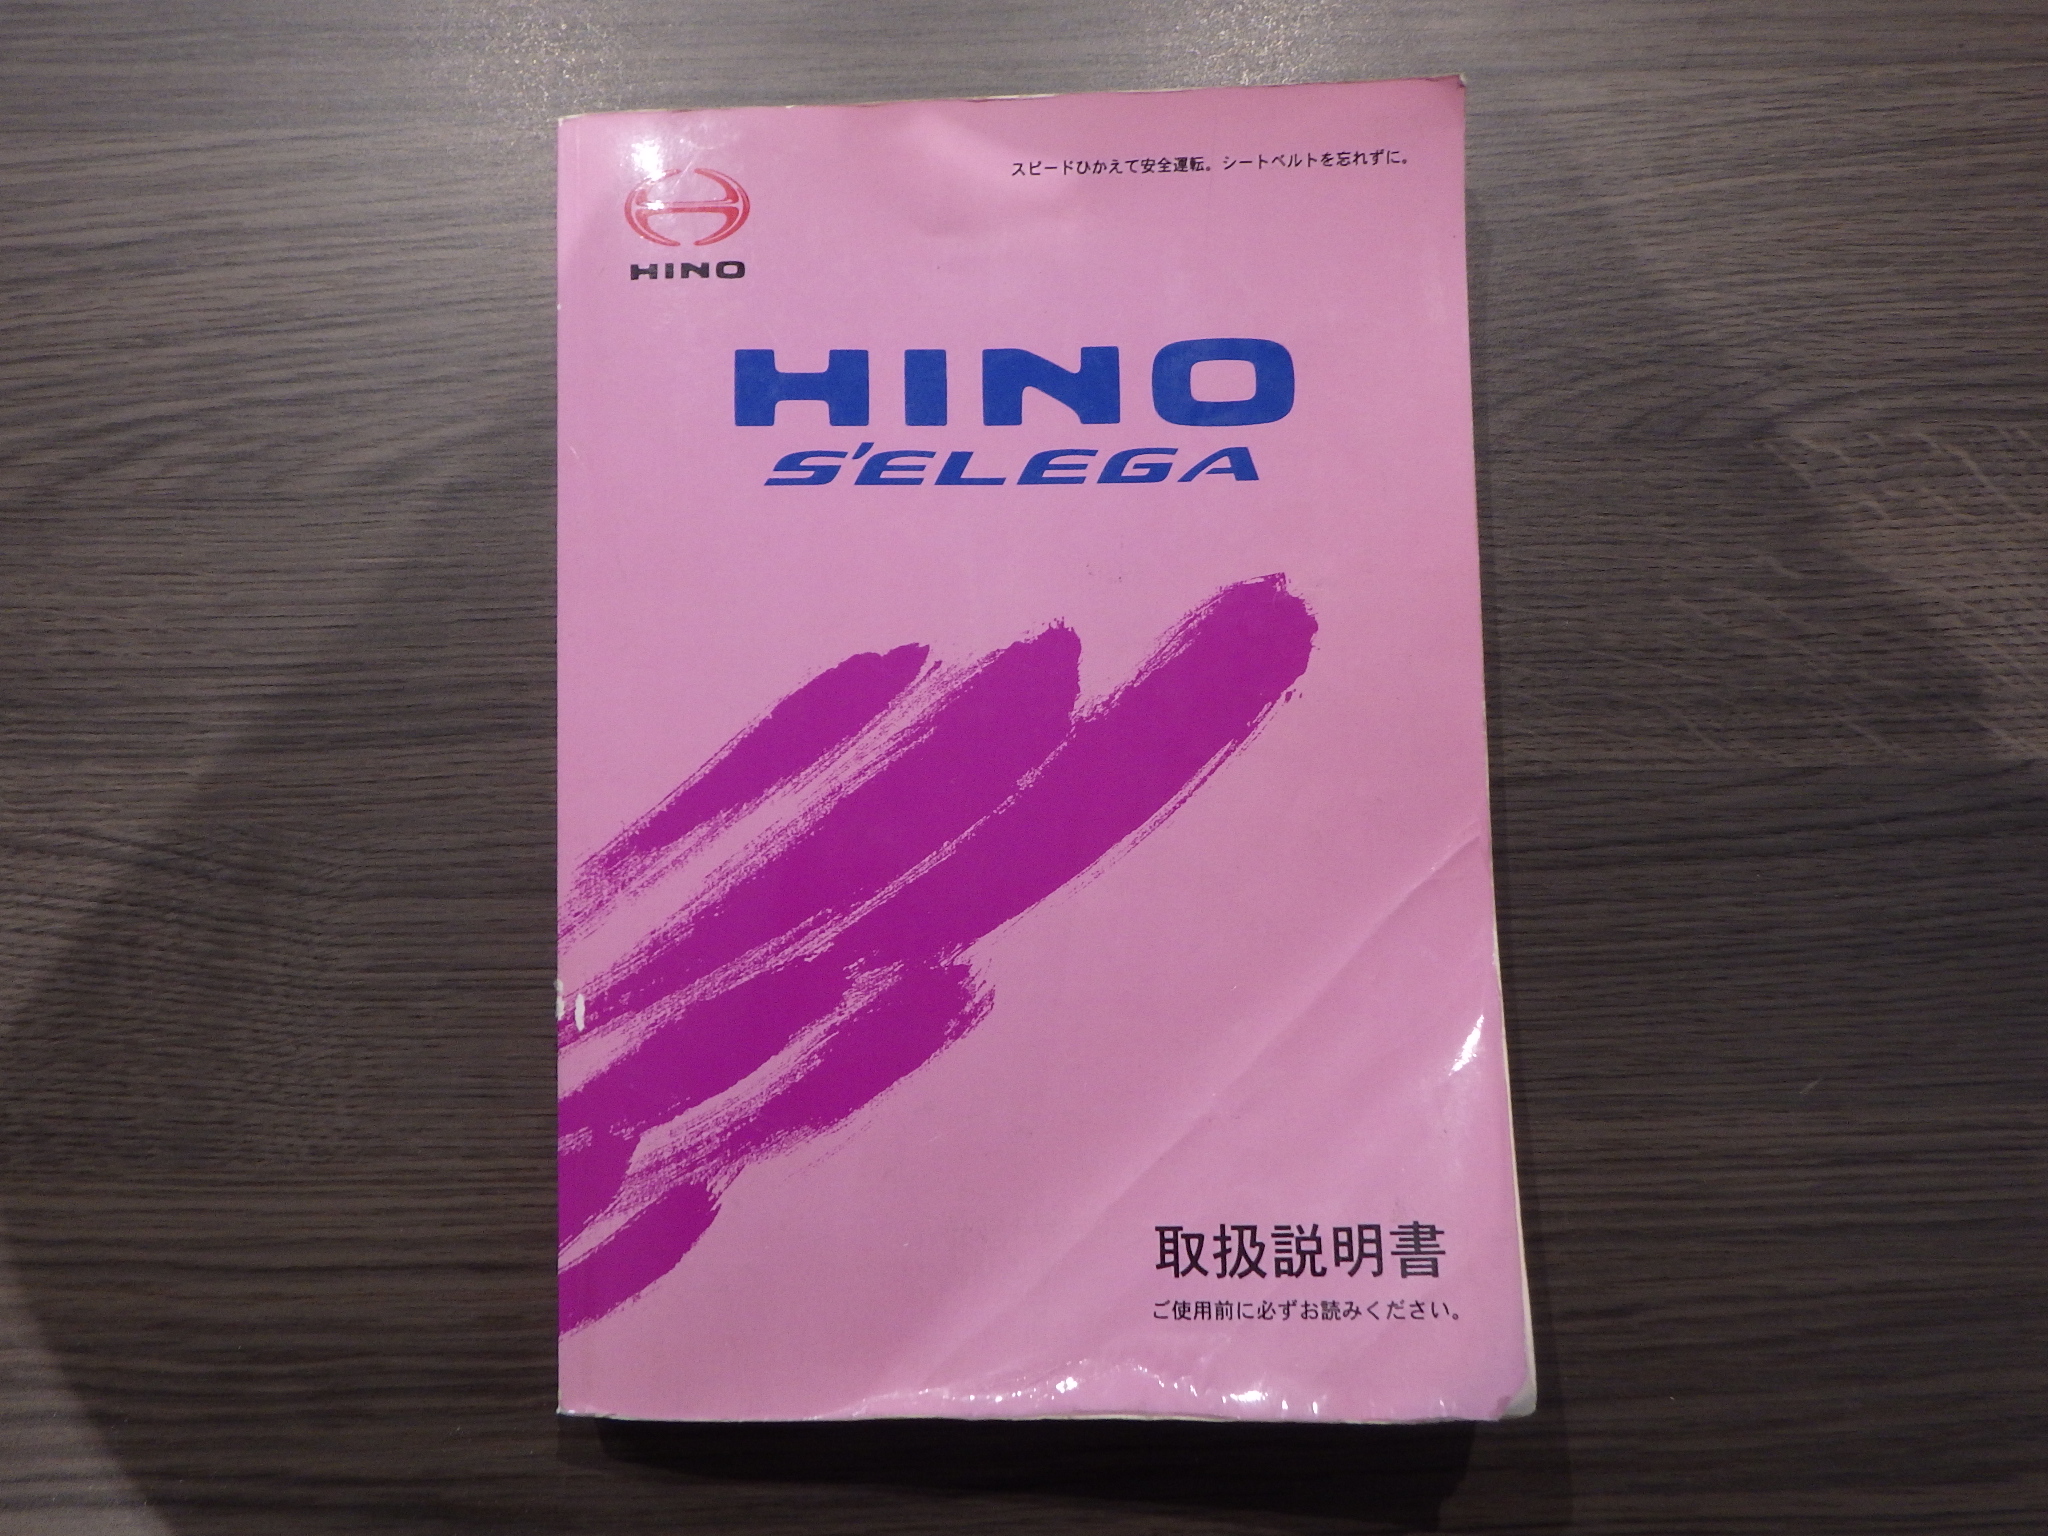 スピードひかえて安全運転。シートベルトを忘れずに。
HINO
HINO
S'ELEGA
取扱説明書
ご使用前に必ずお読みください。